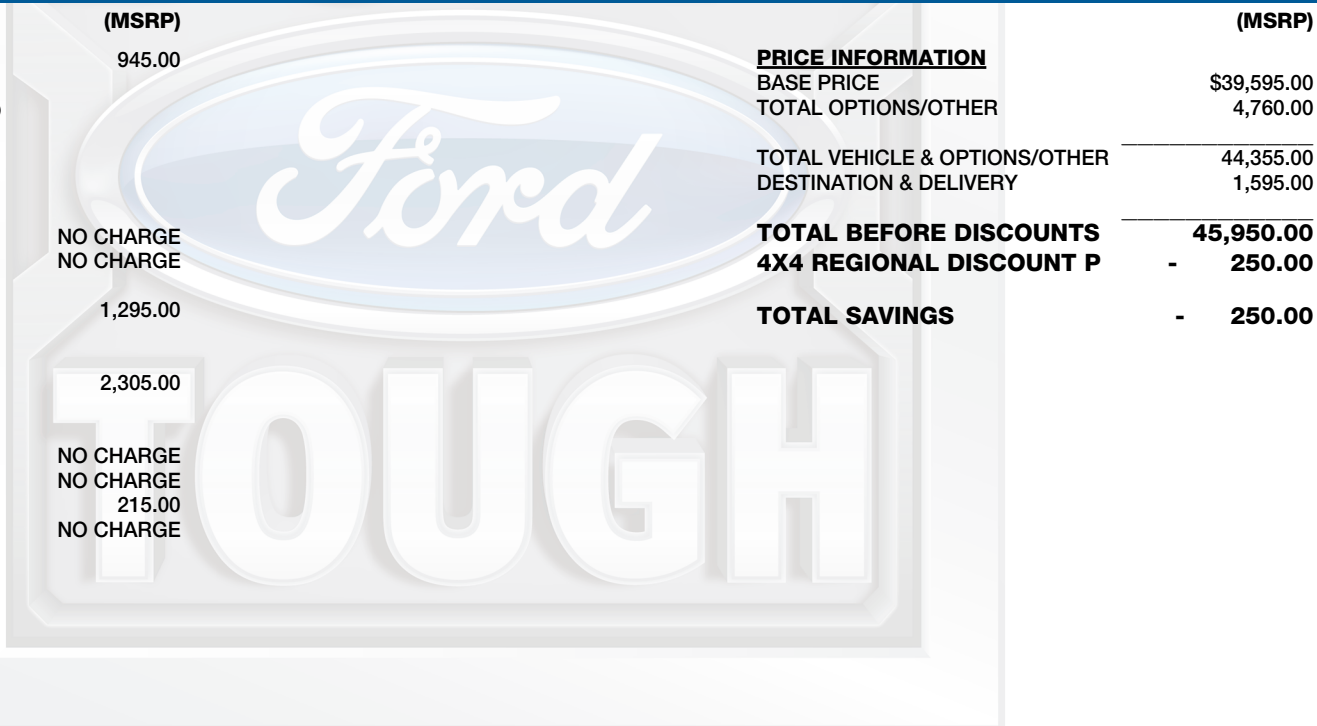 (MSRP)
945.00
NO CHARGE
NO CHARGE
1,295.00
2,305.00
NO CHARGE
NO CHARGE
215.00
NO CHARGE
Ford
TOUGH
(MSRP)
PRICE INFORMATION
BASE PRICE $39,595.00
TOTAL OPTIONS/OTHER 4,760.00
TOTAL VEHICLE & OPTIONS/OTHER 44,355.00
DESTINATION & DELIVERY 1,595.00
TOTAL BEFORE DISCOUNTS 45,950.00
4X4 REGIONAL DISCOUNT P - 250.00
TOTAL SAVINGS - 250.00